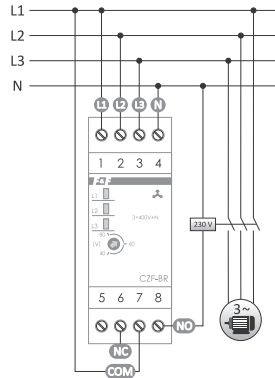 L1
L2
L3
N
L1 L2 L3 N
1 2 3 4
F&F
L1
L2
L3
3×400V+N
[V]
80
60
40
230 V
CZF-BR
3~
5 6 7 8
NO
NC
COM